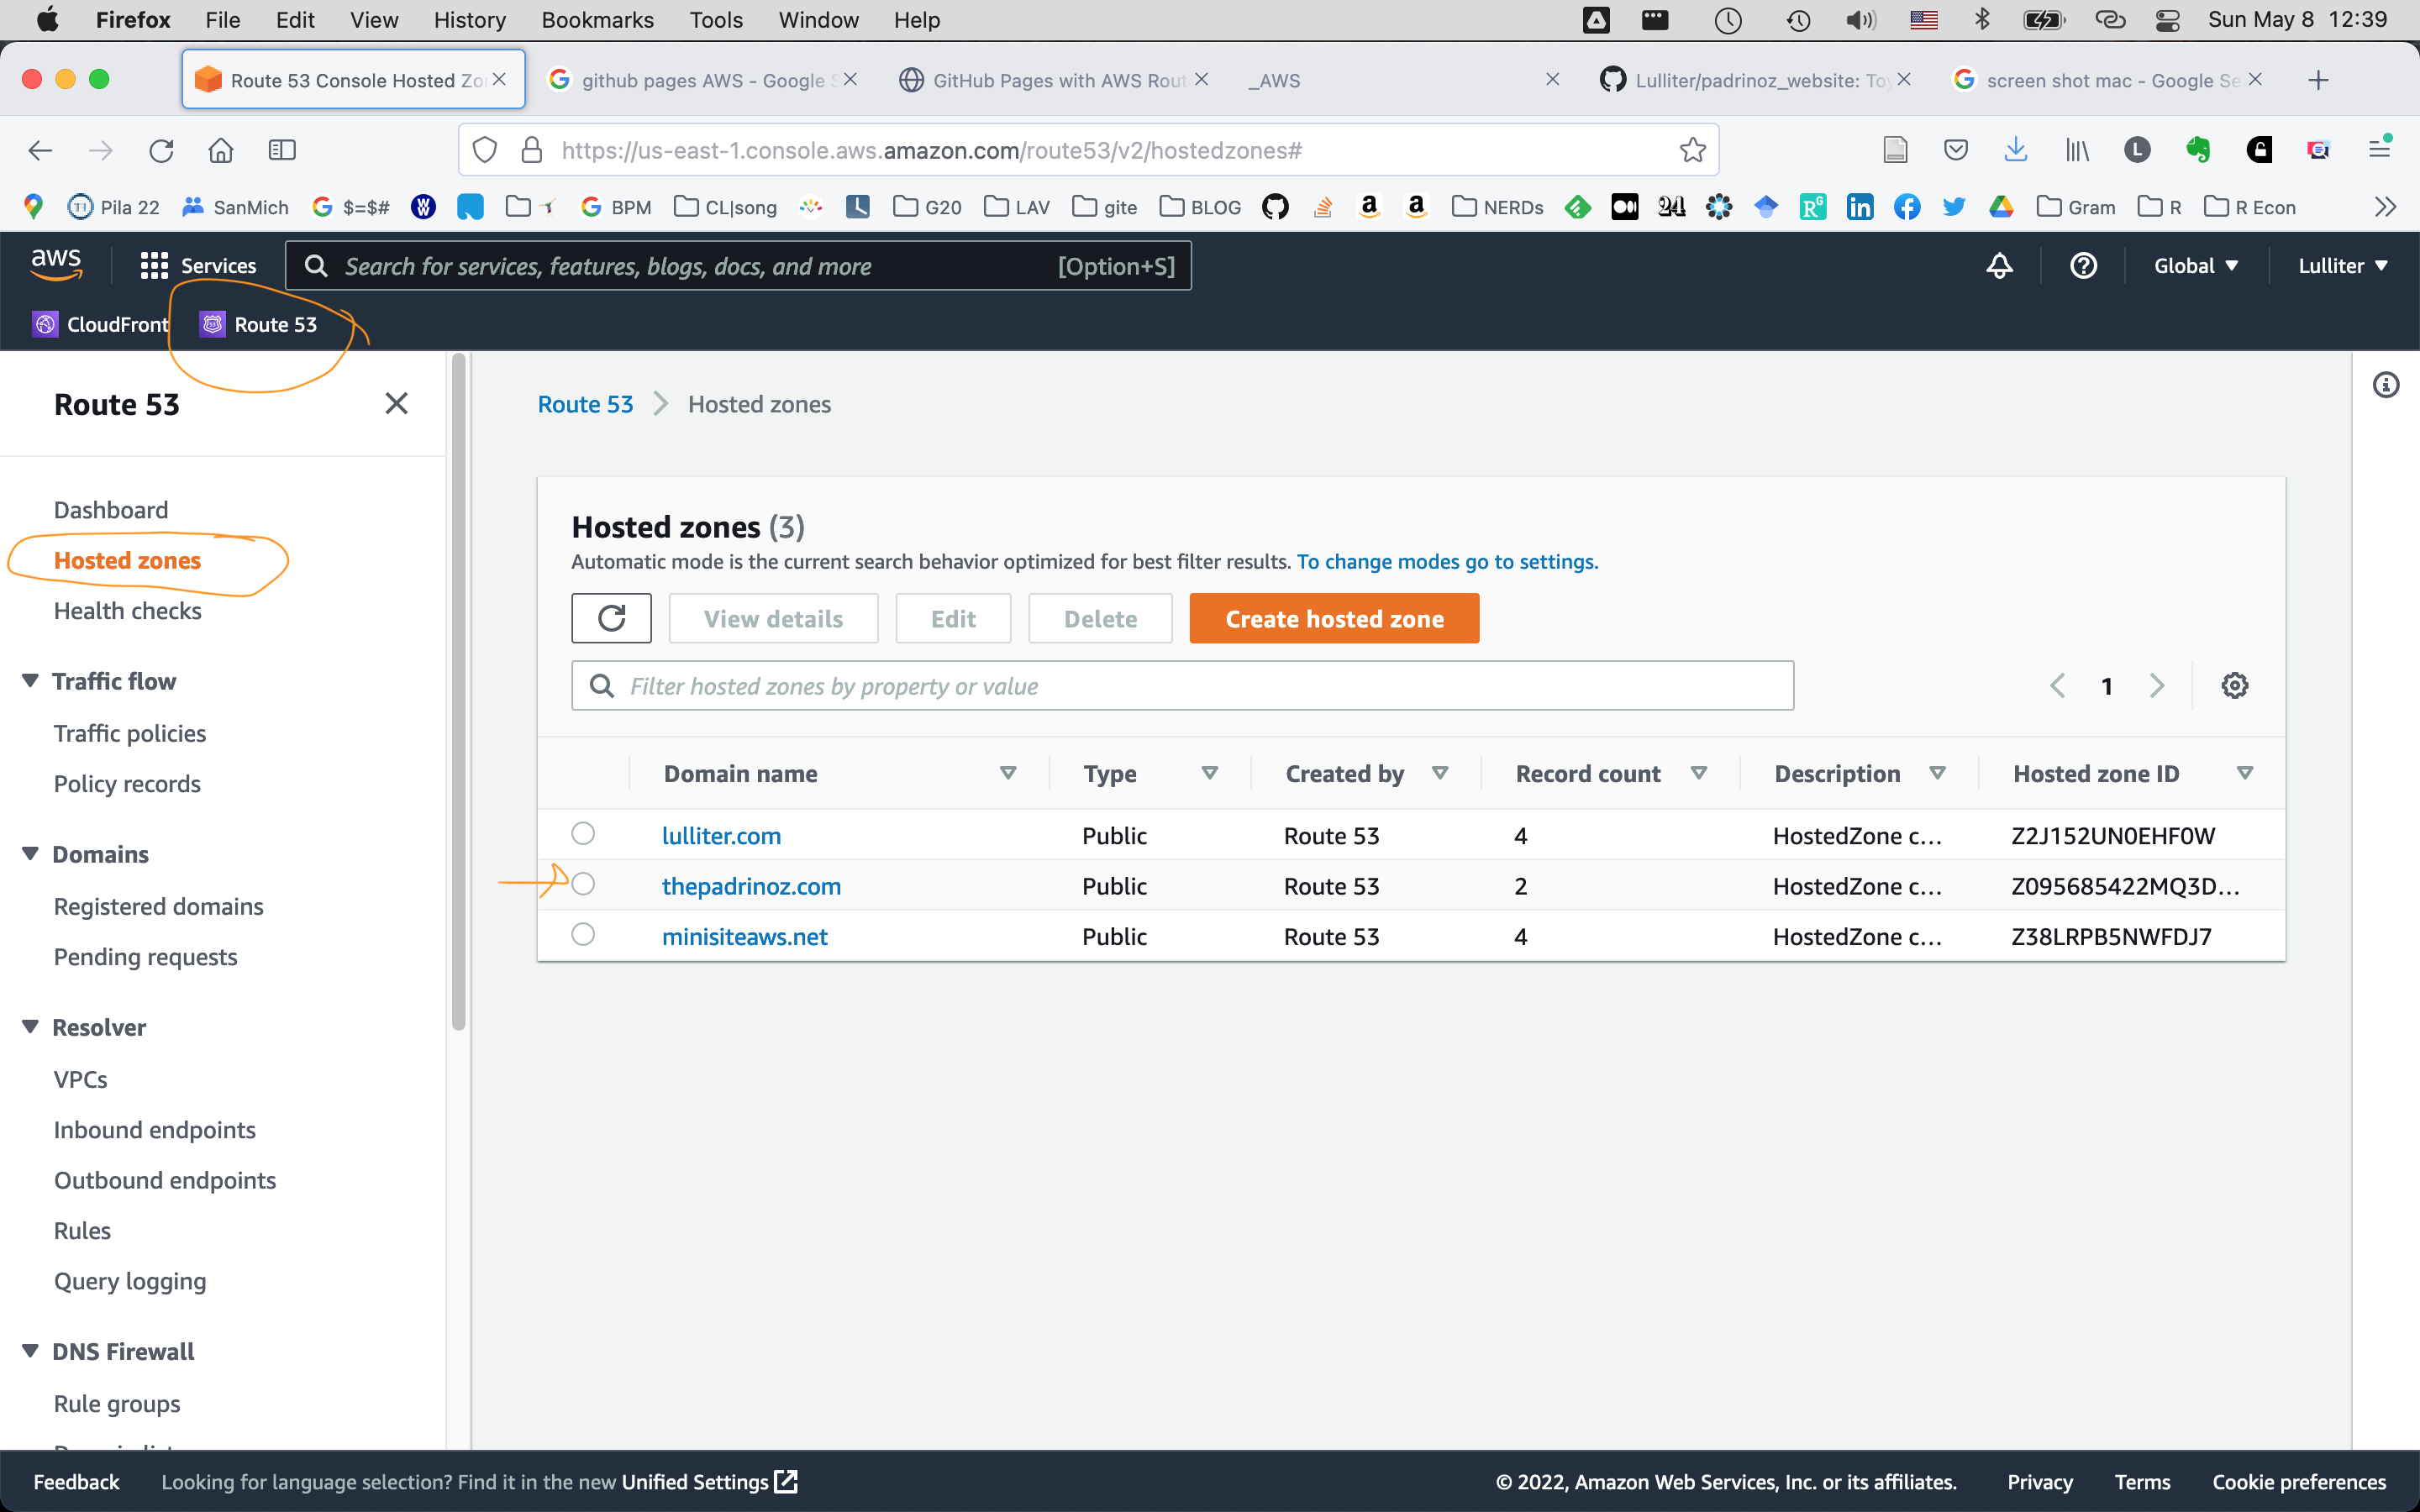 Firefox File Edit View History Bookmarks Tools Window Help Sun May 8 12:39
Route 53 Console Hosted Zo
github pages AWS - Google S
GitHub Pages with AWS Rout
_AWS
Lulliter/padrinoz_website: To
screen shot mac - Google Se
https://us-east-1.console.aws.amazon.com/route53/v2/hostedzones#
Pila 22 SanMich $=$# BPM CL|song G20 LAV gite BLOG NERDs 24 Gram R R Econ
aws Services Search for services, features, blogs, docs, and more [Option+S] Global Lulliter
CloudFront Route 53
Route 53
Dashboard
Hosted zones
Health checks
Traffic flow
Traffic policies
Policy records
Domains
Registered domains
Pending requests
Resolver
VPCs
Inbound endpoints
Outbound endpoints
Rules
Query logging
DNS Firewall
Rule groups
Route 53 Hosted zones
Hosted zones (3)
Automatic mode is the current search behavior optimized for best filter results. To change modes go to settings.
View details Edit Delete Create hosted zone
Filter hosted zones by property or value 1
Domain name Type Created by Record count Description Hosted zone ID
lulliter.com Public Route 53 4 HostedZone c... Z2J152UN0EHF0W
thepadrinoz.com Public Route 53 2 HostedZone c... Z095685422MQ3D...
minisiteaws.net Public Route 53 4 HostedZone c... Z38LRPB5NWFDJ7
Feedback Looking for language selection? Find it in the new Unified Settings © 2022, Amazon Web Services, Inc. or its affiliates. Privacy Terms Cookie preferences